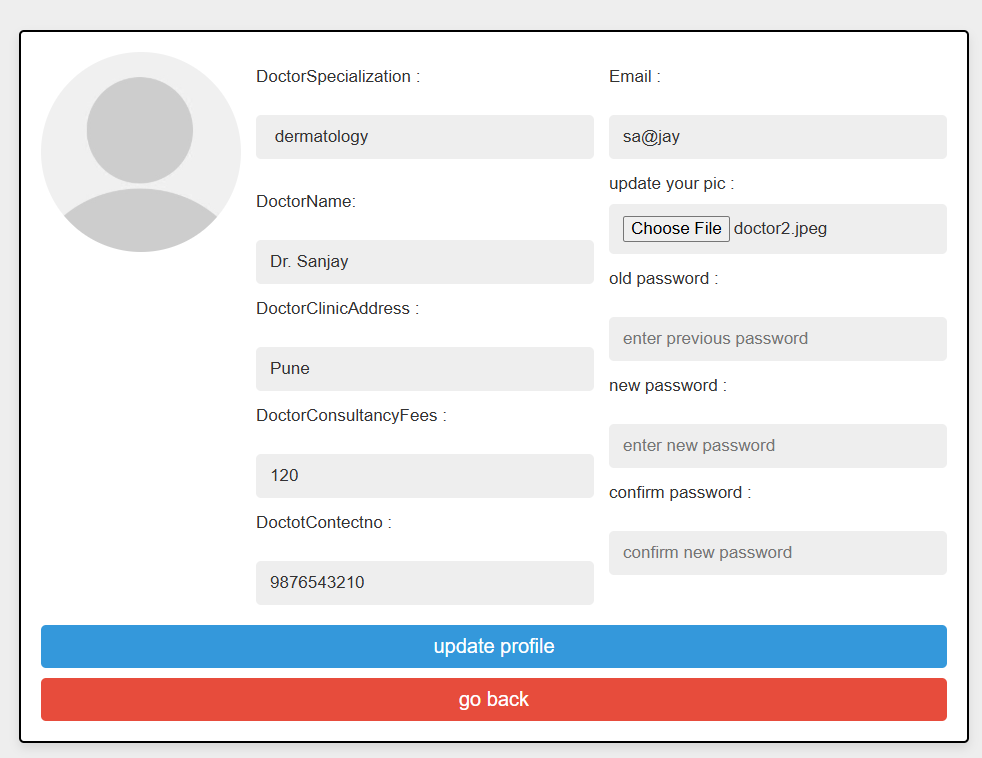 DoctorSpecialization :
dermatology
DoctorName:
Dr. Sanjay
DoctorClinicAddress :
Pune
DoctorConsultancyFees :
120
DoctotContectno :
9876543210
Email :
sa@jay
update your pic :
Choose File doctor2.jpeg
old password :
enter previous password
new password :
enter new password
confirm password :
confirm new password
update profile
go back